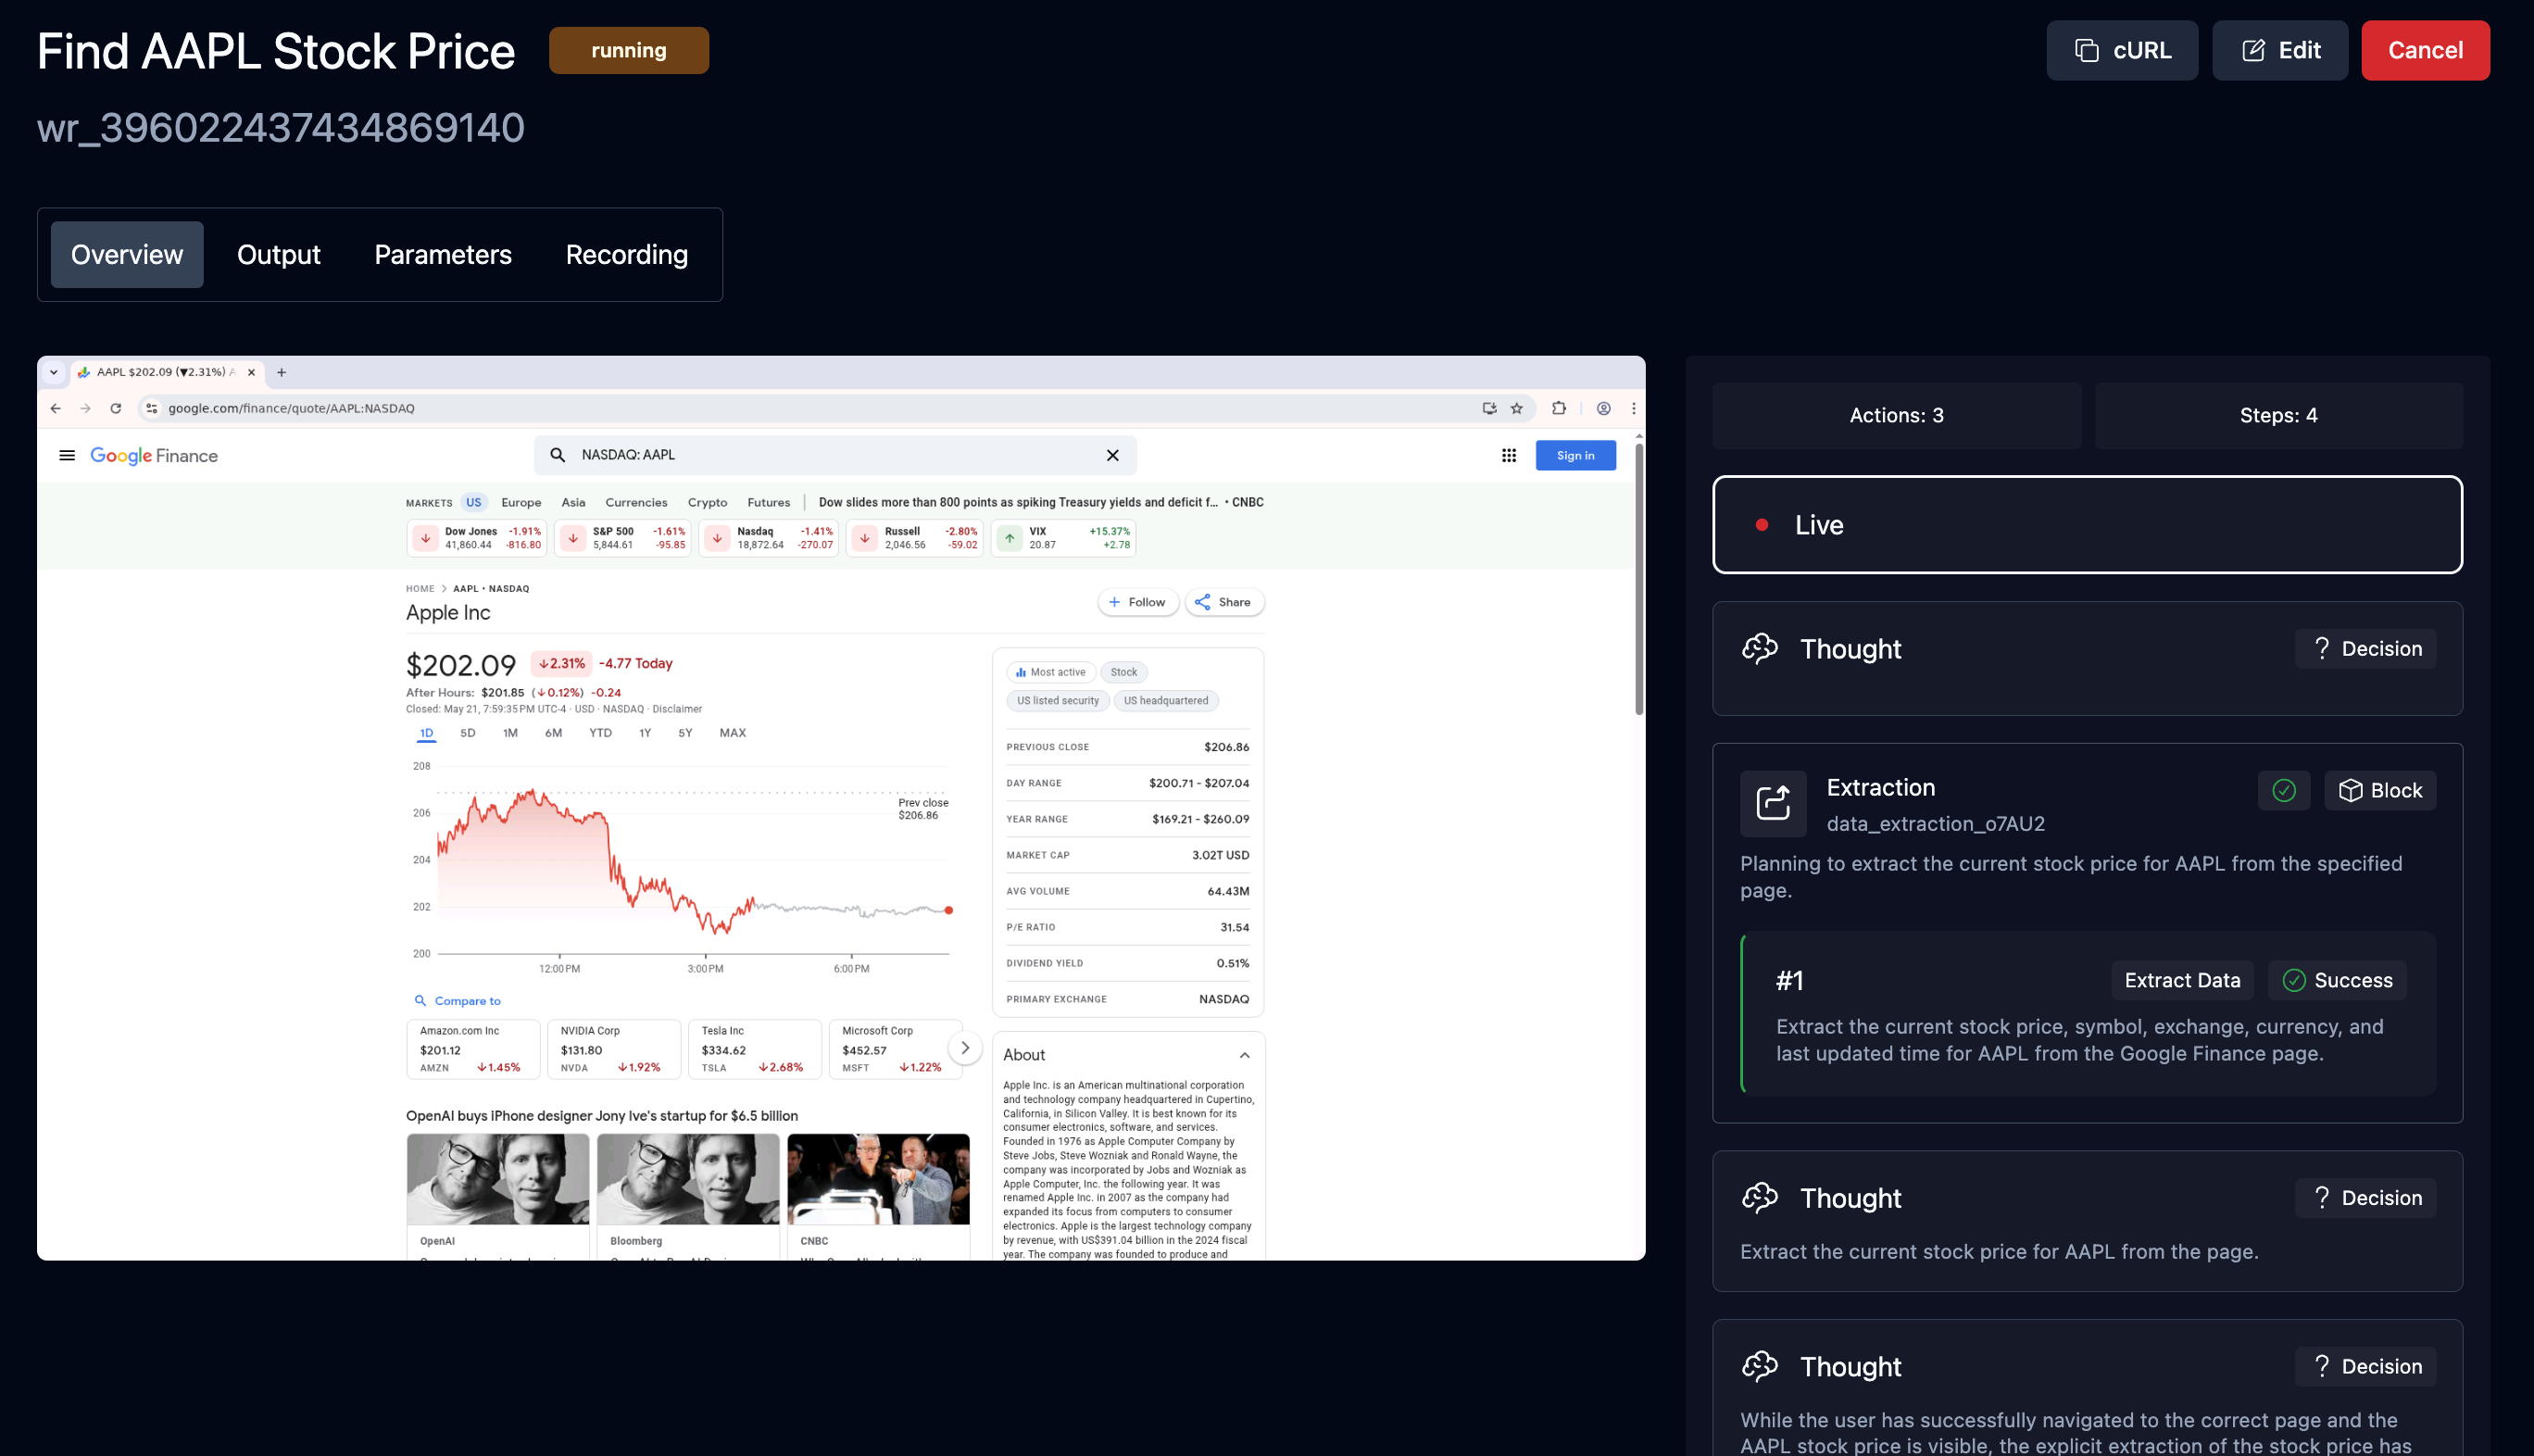 Find AAPL Stock Price
running
cURL
Edit
Cancel
wr_396022437434869140
Overview
Output
Parameters
Recording
AAPL $202.09 (▼2.31%) A
google.com/finance/quote/AAPL:NASDAQ
Google Finance
NASDAQ: AAPL
Sign in
MARKETS
US
Europe
Asia
Currencies
Crypto
Futures
Dow slides more than 800 points as spiking Treasury yields and deficit f... • CNBC
Dow Jones -1.91%
41,860.44 -816.80
S&P 500 -1.61%
5,844.61 -95.85
Nasdaq -1.41%
18,872.64 -270.07
Russell -2.80%
2,046.56 -59.02
VIX +15.37%
20.87 +2.78
HOME > AAPL • NASDAQ
Apple Inc
Follow
Share
$202.09 ↓2.31% -4.77 Today
After Hours: $201.85 (↓0.12%) -0.24
Closed: May 21, 7:59:35 PM UTC-4 · USD · NASDAQ · Disclaimer
1D 5D 1M 6M YTD 1Y 5Y MAX
208
206
204
202
200
Prev close
$206.86
12:00 PM
3:00 PM
6:00 PM
Compare to
Amazon.com Inc
$201.12
AMZN ↓1.45%
NVIDIA Corp
$131.80
NVDA ↓1.92%
Tesla Inc
$334.62
TSLA ↓2.68%
Microsoft Corp
$452.57
MSFT ↓1.22%
OpenAI buys iPhone designer Jony Ive's startup for $6.5 billion
OpenAI
Bloomberg
CNBC
Most active
Stock
US listed security
US headquartered
PREVIOUS CLOSE $206.86
DAY RANGE $200.71 - $207.04
YEAR RANGE $169.21 - $260.09
MARKET CAP 3.02T USD
AVG VOLUME 64.43M
P/E RATIO 31.54
DIVIDEND YIELD 0.51%
PRIMARY EXCHANGE NASDAQ
About
Apple Inc. is an American multinational corporation
and technology company headquartered in Cupertino,
California, in Silicon Valley. It is best known for its
consumer electronics, software, and services.
Founded in 1976 as Apple Computer Company by
Steve Jobs, Steve Wozniak and Ronald Wayne, the
company was incorporated by Jobs and Wozniak as
Apple Computer, Inc. the following year. It was
renamed Apple Inc. in 2007 as the company had
expanded its focus from computers to consumer
electronics. Apple is the largest technology company
by revenue, with US$391.04 billion in the 2024 fiscal
year. The company was founded to produce and
Actions: 3
Steps: 4
Live
Thought
? Decision
Extraction
Block
data_extraction_o7AU2
Planning to extract the current stock price for AAPL from the specified
page.
#1
Extract Data
Success
Extract the current stock price, symbol, exchange, currency, and
last updated time for AAPL from the Google Finance page.
Thought
? Decision
Extract the current stock price for AAPL from the page.
Thought
? Decision
While the user has successfully navigated to the correct page and the
AAPL stock price is visible, the explicit extraction of the stock price has